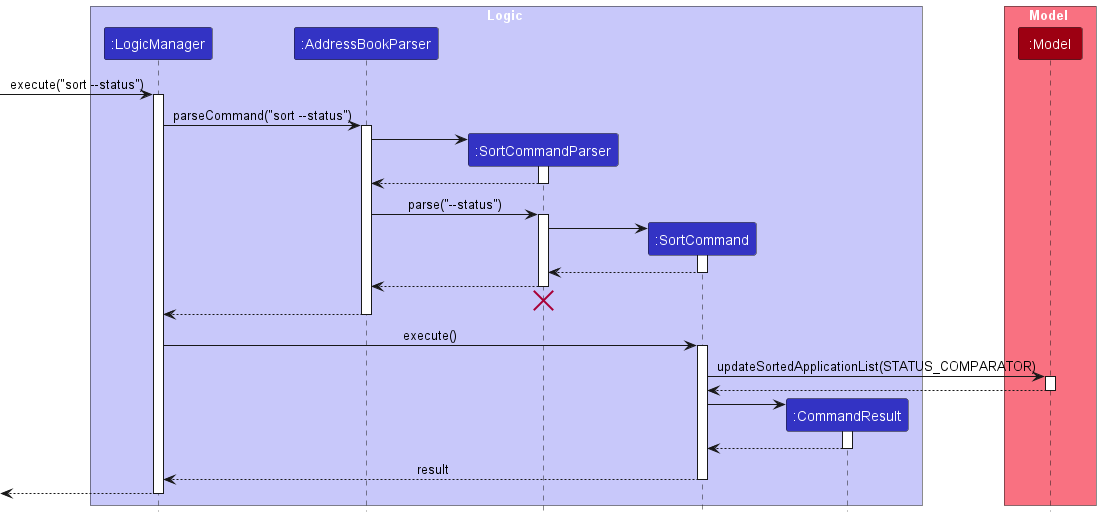 Logic
Model
:LogicManager
:AddressBookParser
:Model
execute("sort --status")
parseCommand("sort --status")
:SortCommandParser
parse("--status")
:SortCommand
execute()
updateSortedApplicationList(STATUS_COMPARATOR)
:CommandResult
result